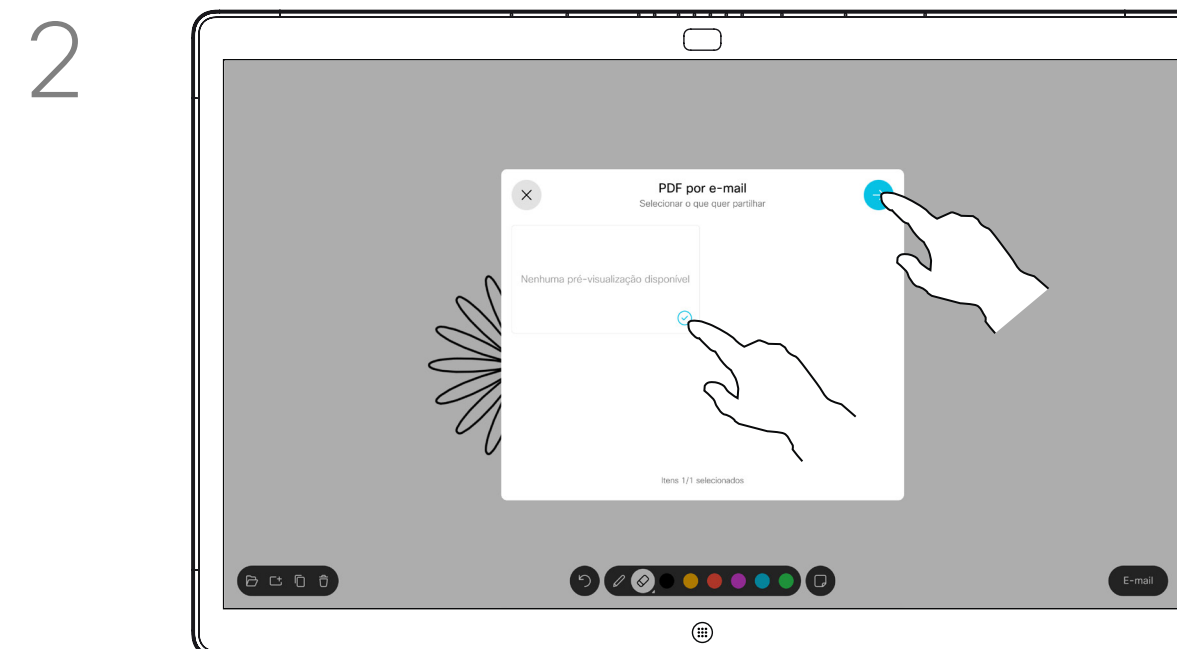 2
PDF por e-mail
Selecionar o que quer partilhar
Nenhuma pré-visualização disponível
Itens 1/1 selecionados
E-mail